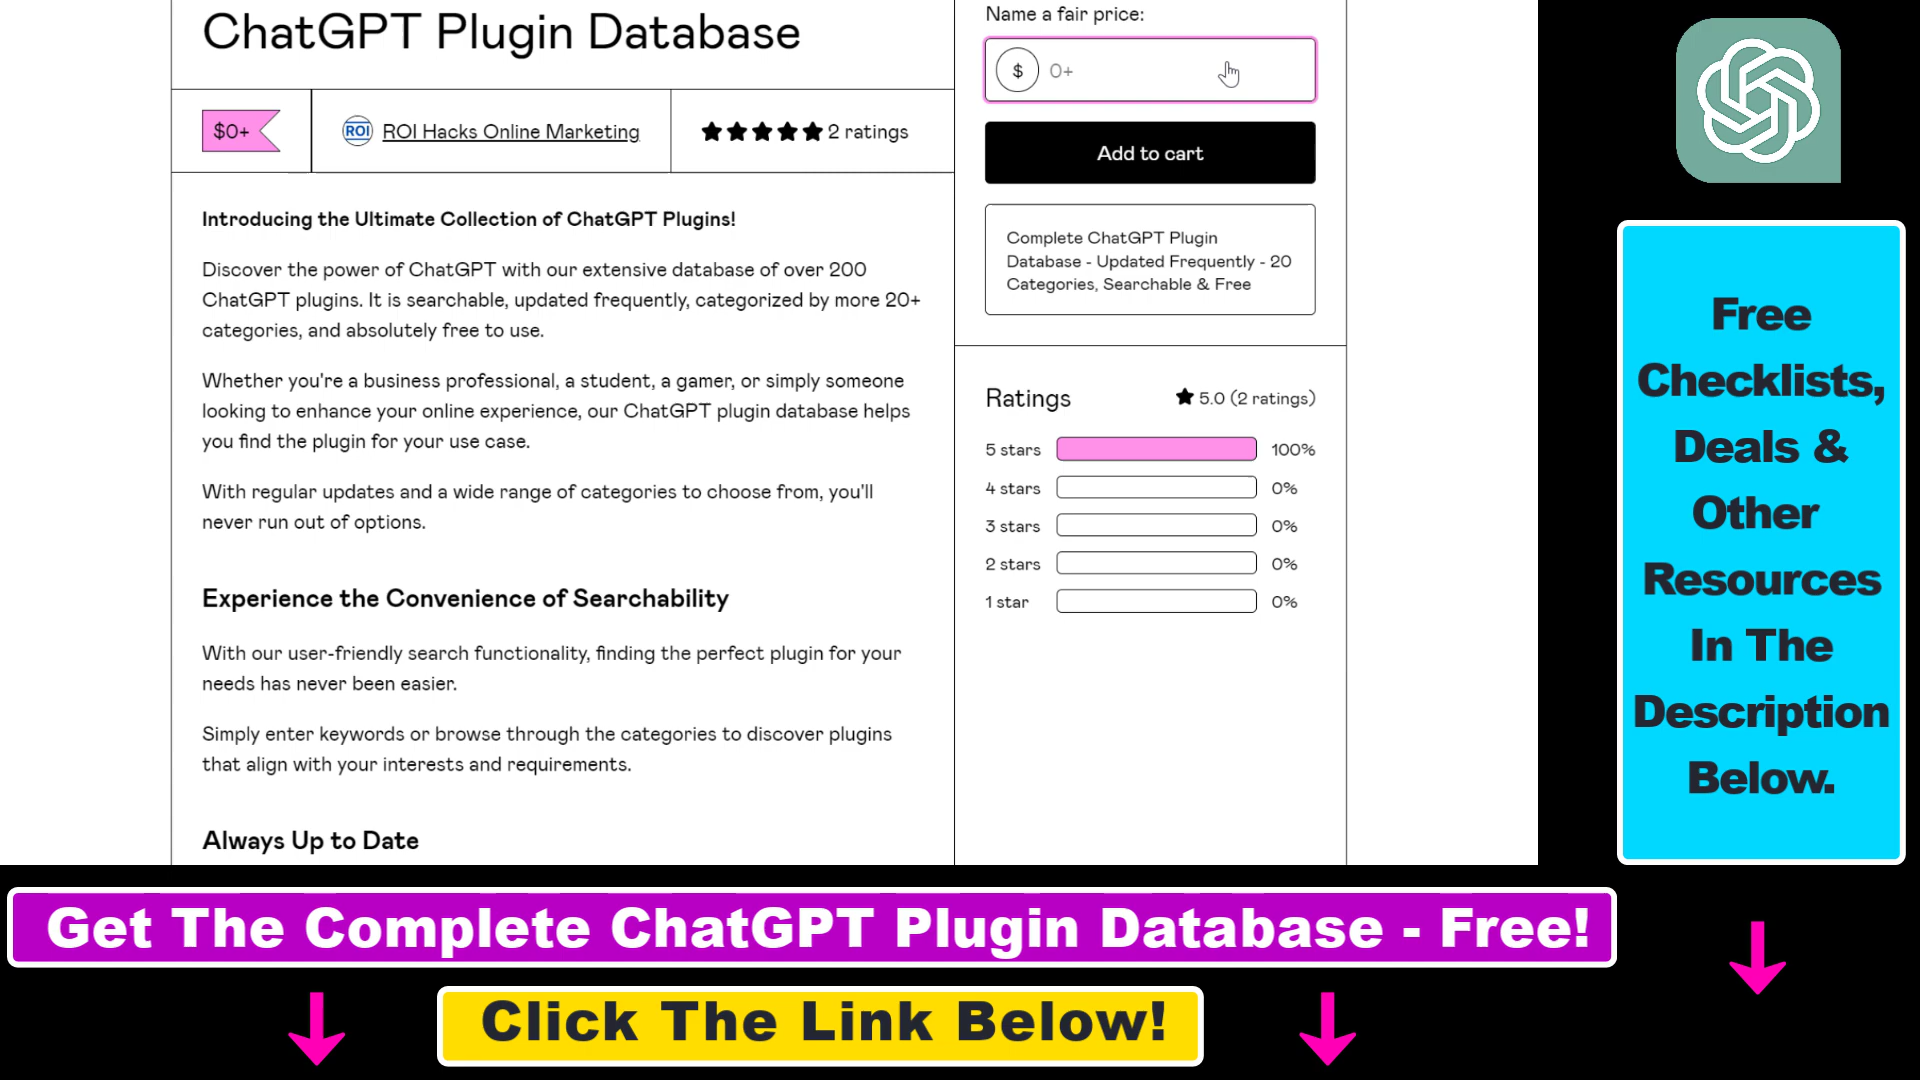 ChatGPT Plugin Database
$0+
ROI
ROI Hacks Online Marketing
2 ratings
Introducing the Ultimate Collection of ChatGPT Plugins!
Discover the power of ChatGPT with our extensive database of over 200
ChatGPT plugins. It is searchable, updated frequently, categorized by more 20+
categories, and absolutely free to use.
Whether you're a business professional, a student, a gamer, or simply someone
looking to enhance your online experience, our ChatGPT plugin database helps
you find the plugin for your use case.
With regular updates and a wide range of categories to choose from, you'll
never run out of options.
Experience the Convenience of Searchability
With our user-friendly search functionality, finding the perfect plugin for your
needs has never been easier.
Simply enter keywords or browse through the categories to discover plugins
that align with your interests and requirements.
Always Up to Date
Name a fair price:
$ 0+
Add to cart
Complete ChatGPT Plugin
Database - Updated Frequently - 20
Categories, Searchable & Free
Ratings
5.0 (2 ratings)
5 stars 100%
4 stars 0%
3 stars 0%
2 stars 0%
1 star 0%
Free
Checklists,
Deals &
Other
Resources
In The
Description
Below.
Get The Complete ChatGPT Plugin Database - Free!
Click The Link Below!